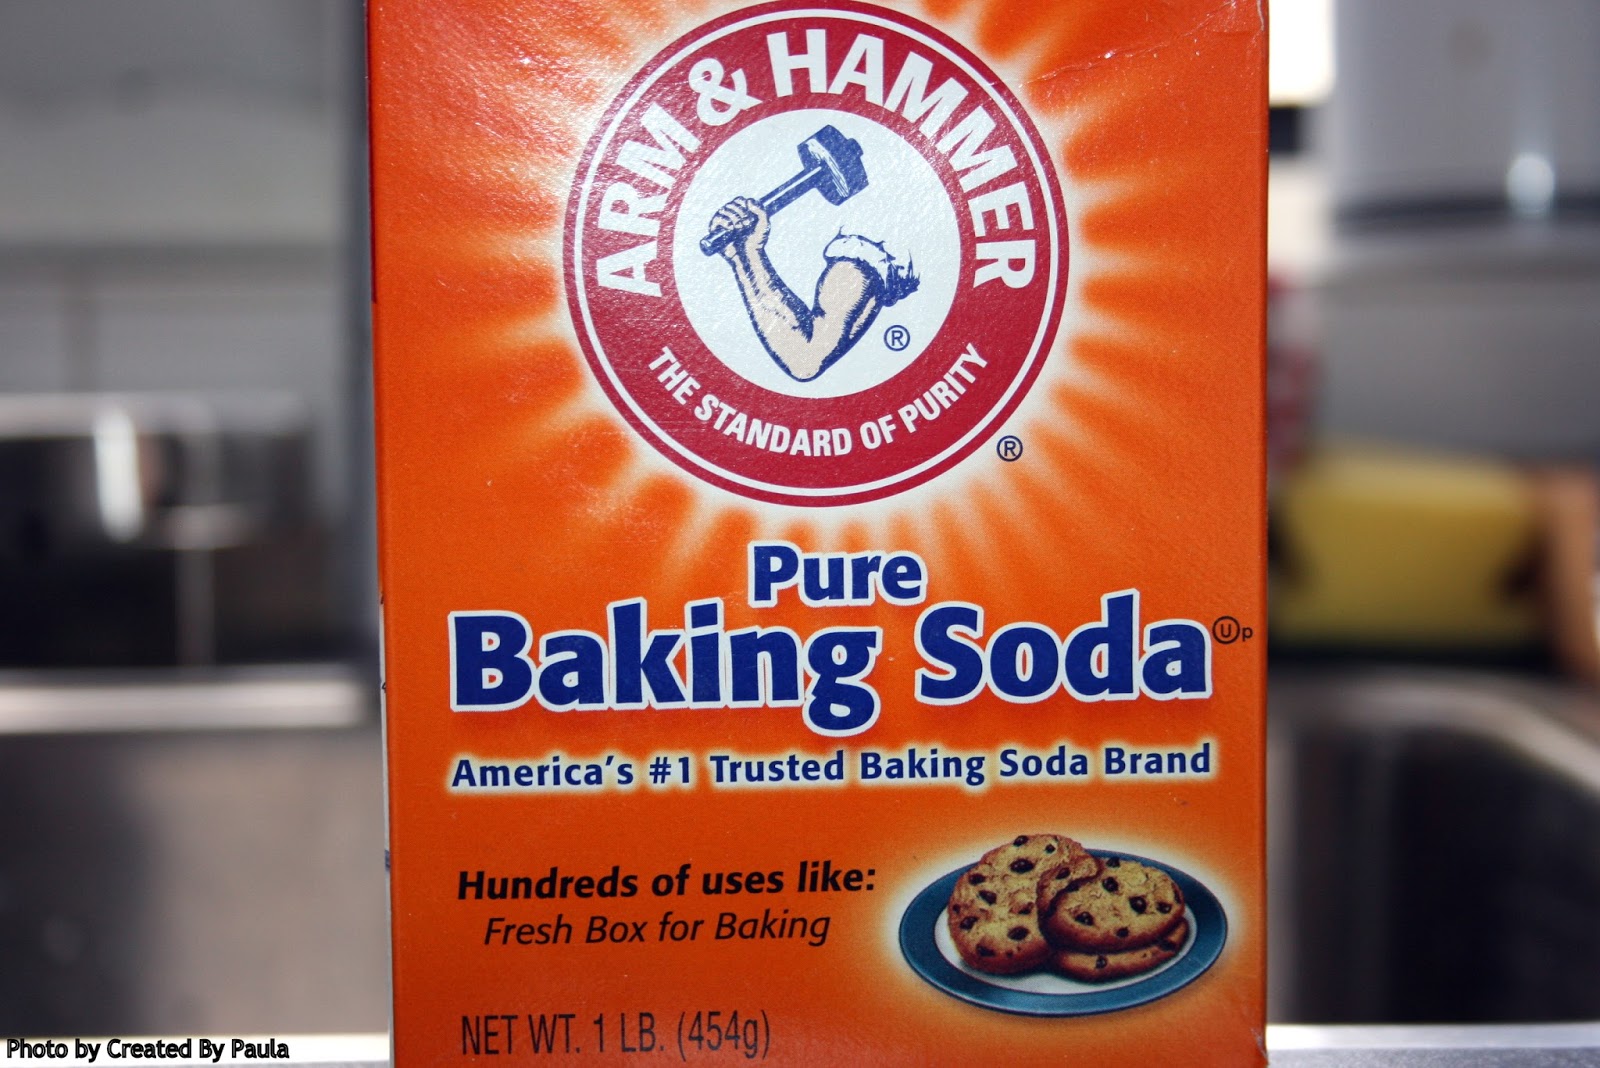 ARM & HAMMER
®
THE STANDARD OF PURITY
®
Pure
Baking Soda Ⓤp
America's #1 Trusted Baking Soda Brand
Hundreds of uses like:
Fresh Box for Baking
NET WT. 1 LB. (454g)
Photo by Created By Paula